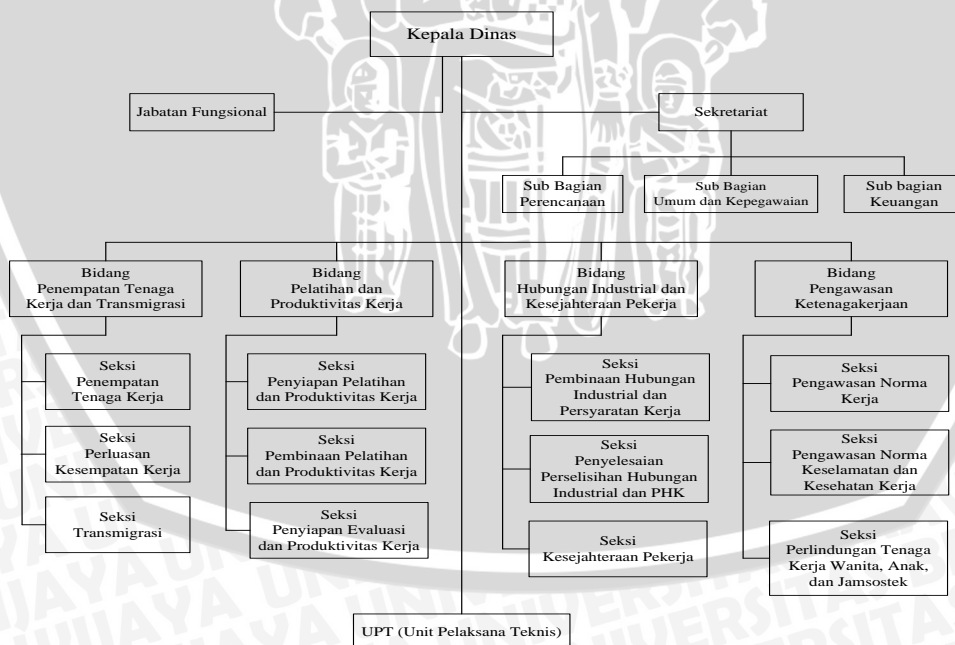 Kepala Dinas
Jabatan Fungsional
Sekretariat
Sub Bagian
Perencanaan
Sub Bagian
Umum dan Kepegawaian
Sub bagian
Keuangan
Bidang
Penempatan Tenaga
Kerja dan Transmigrasi
Bidang
Pelatihan dan
Produktivitas Kerja
Bidang
Hubungan Industrial dan
Kesejahteraan Pekerja
Bidang
Pengawasan
Ketenagakerjaan
Seksi
Penempatan
Tenaga Kerja
Seksi
Perluasan
Kesempatan Kerja
Seksi
Transmigrasi
Seksi
Penyiapan Pelatihan
dan Produktivitas Kerja
Seksi
Pembinaan Pelatihan
dan Produktivitas Kerja
Seksi
Penyiapan Evaluasi
dan Produktivitas Kerja
Seksi
Pembinaan Hubungan
Industrial dan
Persyaratan Kerja
Seksi
Penyelesaian
Perselisihan Hubungan
Industrial dan PHK
Seksi
Kesejahteraan Pekerja
Seksi
Pengawasan Norma
Kerja
Seksi
Pengawasan Norma
Keselamatan dan
Kesehatan Kerja
Seksi
Perlindungan Tenaga
Kerja Wanita, Anak,
dan Jamsostek
UPT (Unit Pelaksana Teknis)